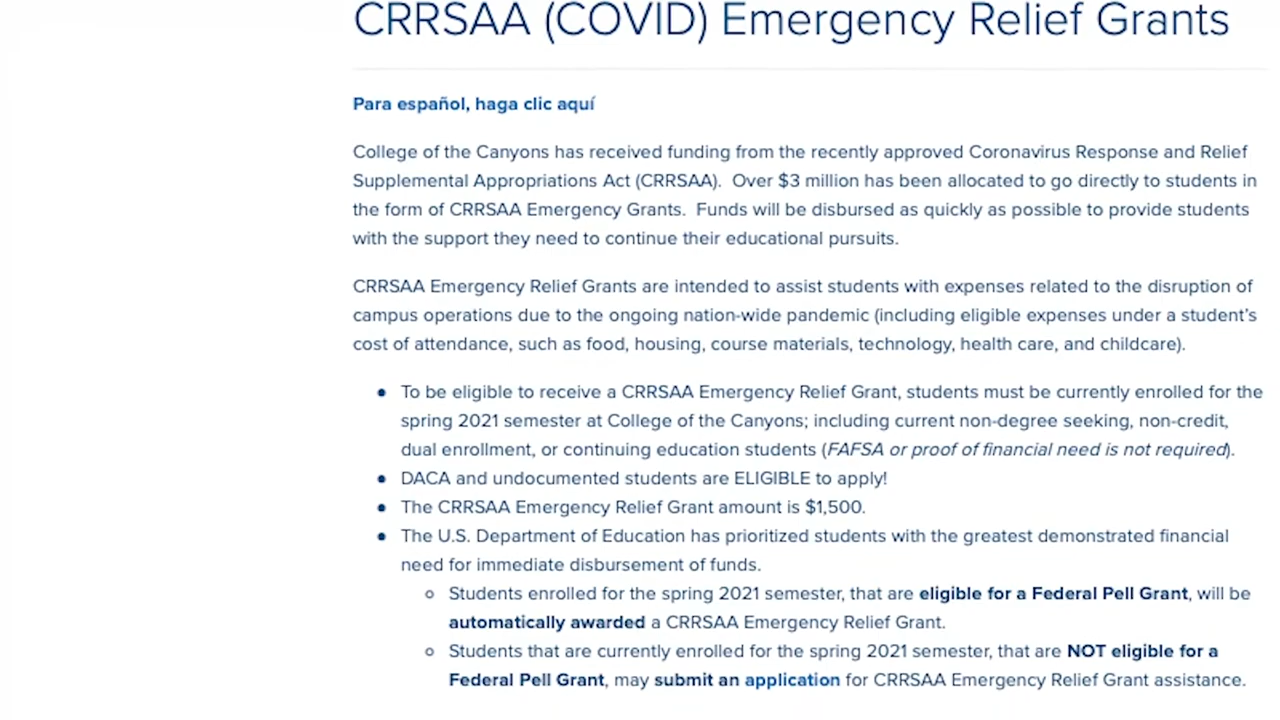 CRRSAA (COVID) Emergency Relief Grants
Para español, haga clic aquí
College of the Canyons has received funding from the recently approved Coronavirus Response and Relief
Supplemental Appropriations Act (CRRSAA).  Over $3 million has been allocated to go directly to students in
the form of CRRSAA Emergency Grants.  Funds will be disbursed as quickly as possible to provide students
with the support they need to continue their educational pursuits.
CRRSAA Emergency Relief Grants are intended to assist students with expenses related to the disruption of
campus operations due to the ongoing nation-wide pandemic (including eligible expenses under a student's
cost of attendance, such as food, housing, course materials, technology, health care, and childcare).
• To be eligible to receive a CRRSAA Emergency Relief Grant, students must be currently enrolled for the
spring 2021 semester at College of the Canyons; including current non-degree seeking, non-credit,
dual enrollment, or continuing education students (FAFSA or proof of financial need is not required).
• DACA and undocumented students are ELIGIBLE to apply!
• The CRRSAA Emergency Relief Grant amount is $1,500.
• The U.S. Department of Education has prioritized students with the greatest demonstrated financial
need for immediate disbursement of funds.
○ Students enrolled for the spring 2021 semester, that are eligible for a Federal Pell Grant, will be
automatically awarded a CRRSAA Emergency Relief Grant.
○ Students that are currently enrolled for the spring 2021 semester, that are NOT eligible for a
Federal Pell Grant, may submit an application for CRRSAA Emergency Relief Grant assistance.